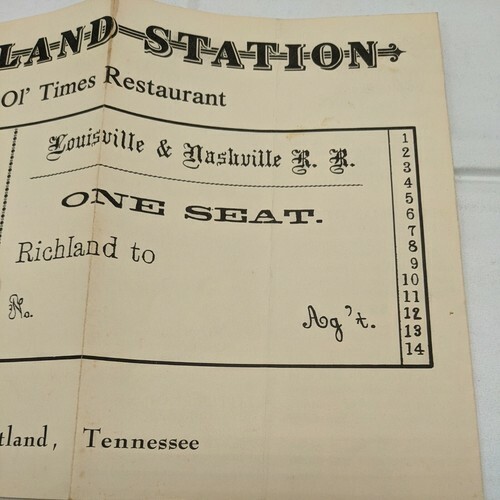 LAND STATION
Ol' Times Restaurant
Louisville & Nashville R. R.
ONE SEAT.
Richland to
No.
Ag't.
1
2
3
4
5
6
7
8
9
10
11
12
13
14
tland, Tennessee